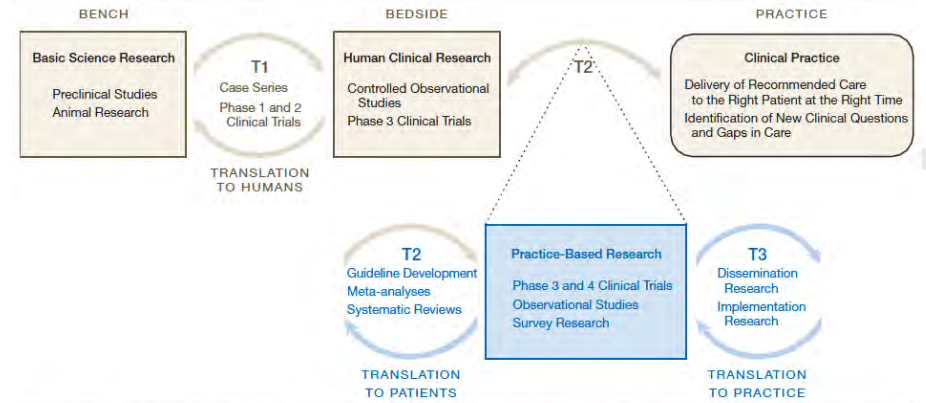 BENCH
BEDSIDE
PRACTICE
Basic Science Research
Preclinical Studies
Animal Research
T1
Case Series
Phase 1 and 2
Clinical Trials
TRANSLATION
TO HUMANS
Human Clinical Research
Controlled Observational
Studies
Phase 3 Clinical Trials
T2
Clinical Practice
Delivery of Recommended Care
to the Right Patient at the Right Time
Identification of New Clinical Questions
and Gaps in Care
T2
Guideline Development
Meta-analyses
Systematic Reviews
TRANSLATION
TO PATIENTS
Practice-Based Research
Phase 3 and 4 Clinical Trials
Observational Studies
Survey Research
T3
Dissemination
Research
Implementation
Research
TRANSLATION
TO PRACTICE